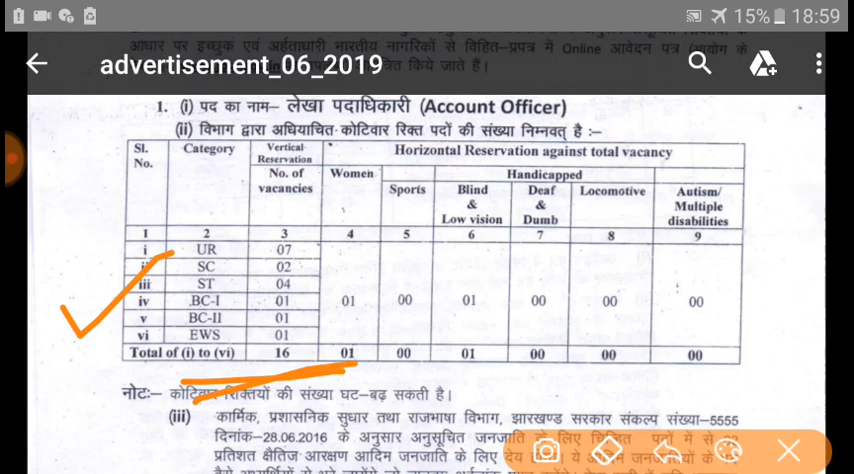 15% 18:59
आधार पर इच्छुक एवं अर्हताधारी भारतीय नागरिकों से विहित-प्रपत्र में Online आवेदन पत्र (आयोग के
advertisement_06_2019
किये जाते हैं।
1. (i) पद का नाम– लेखा पदाधिकारी (Account Officer)
(ii) विभाग द्वारा अधियाचित कोटिवार रिक्त पदों की संख्या निम्नवत् है :–
Sl. No. Category Vertical Reservation Horizontal Reservation against total vacancy
No. of vacancies Women Sports Handicapped
Blind & Low vision Deaf & Dumb Locomotive Autism/ Multiple disabilities
1 2 3 4 5 6 7 8 9
i UR 07
SC 02
iii ST 04
iv BC-I 01 01 00 01 00 00 00
v BC-II 01
vi EWS 01
Total of (i) to (vi) 16 01 00 01 00 00 00
नोटः– कोटिवार रिक्तियों की संख्या घट-बढ़ सकती है।
(iii) कार्मिक, प्रशासनिक सुधार तथा राजभाषा विभाग, झारखण्ड सरकार संकल्प संख्या–5555
दिनांक–28.06.2016 के अनुसार अनुसूचित जनजाति के लिए में से
प्रतिशत क्षैतिज आरक्षण आदिम जनजाति के लिए देय के